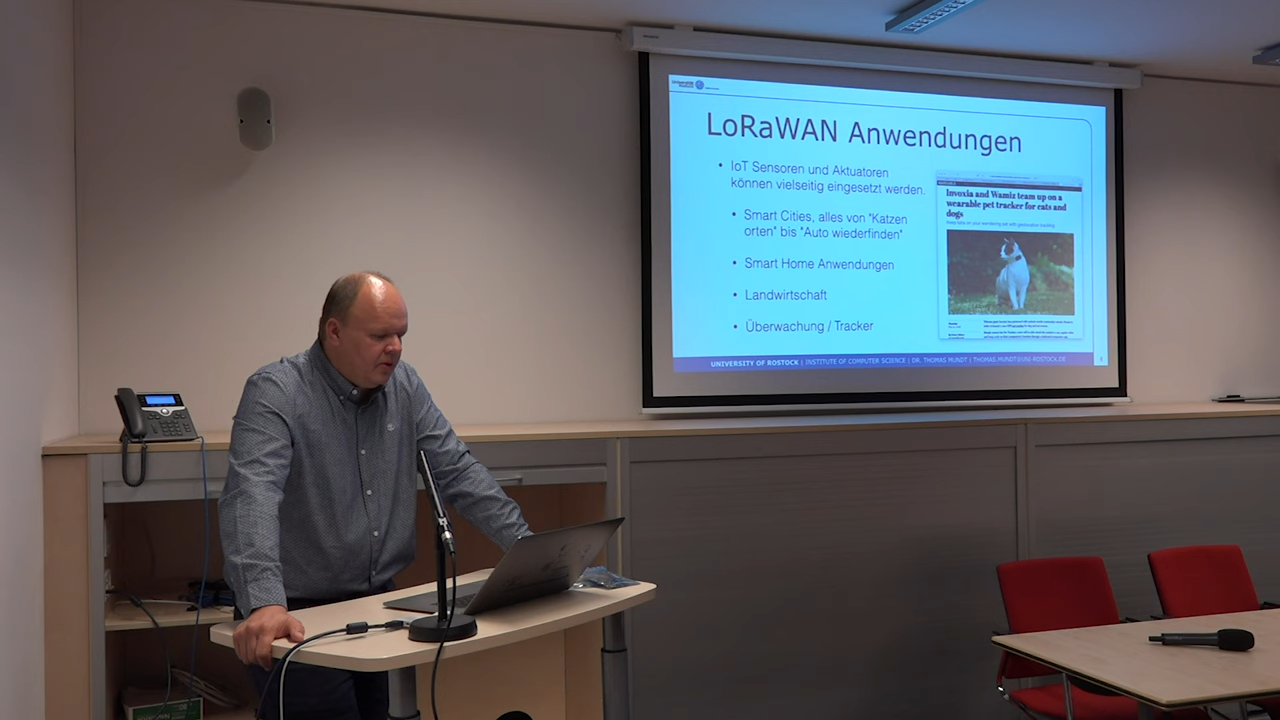 Universität
Rostock
LoRaWAN Anwendungen
• IoT Sensoren und Aktuatoren
können vielseitig eingesetzt werden.
• Smart Cities, alles von "Katzen
orten" bis "Auto wiederfinden"
• Smart Home Anwendungen
• Landwirtschaft
• Überwachung / Tracker
Invoxia and Wamiz team up on a
wearable pet tracker for cats and
dogs
UNIVERSITY OF ROSTOCK | INSTITUTE OF COMPUTER SCIENCE | DR. THOMAS MUNDT | THOMAS.MUNDT@UNI-ROSTOCK.DE